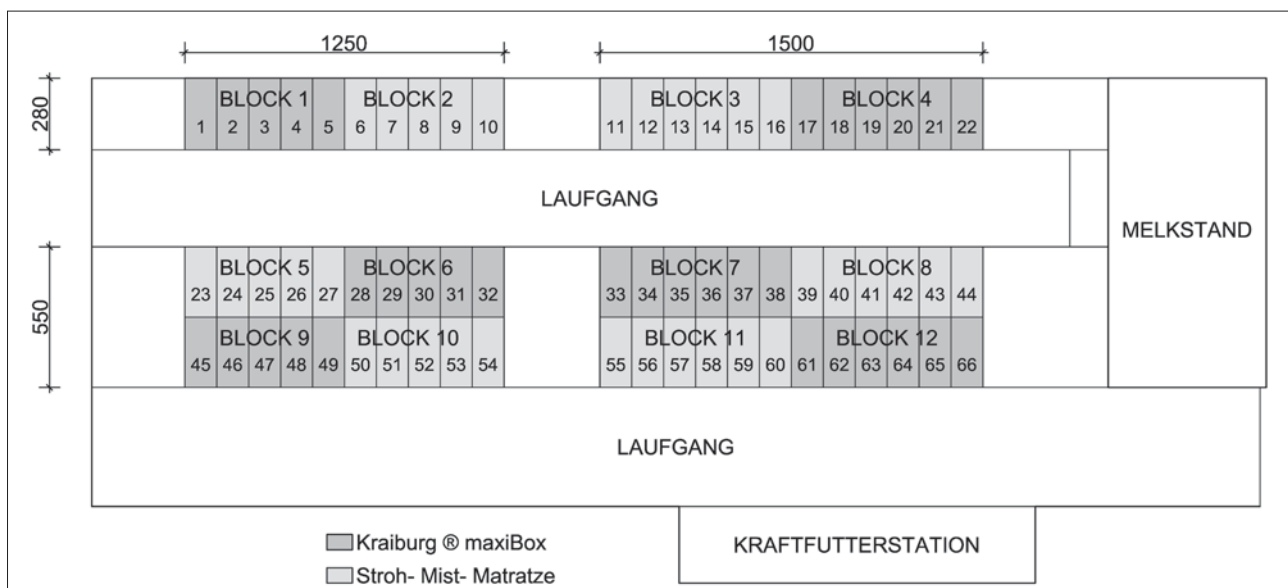 1250 1500
280
BLOCK 1 BLOCK 2 BLOCK 3 BLOCK 4
1 2 3 4 5 6 7 8 9 10 11 12 13 14 15 16 17 18 19 20 21 22
LAUFGANG
MELKSTAND
550
BLOCK 5 BLOCK 6 BLOCK 7 BLOCK 8
23 24 25 26 27 28 29 30 31 32 33 34 35 36 37 38 39 40 41 42 43 44
BLOCK 9 BLOCK 10 BLOCK 11 BLOCK 12
45 46 47 48 49 50 51 52 53 54 55 56 57 58 59 60 61 62 63 64 65 66
LAUFGANG
KRAFTFUTTERSTATION
Kraiburg ® maxiBox
Stroh- Mist- Matratze